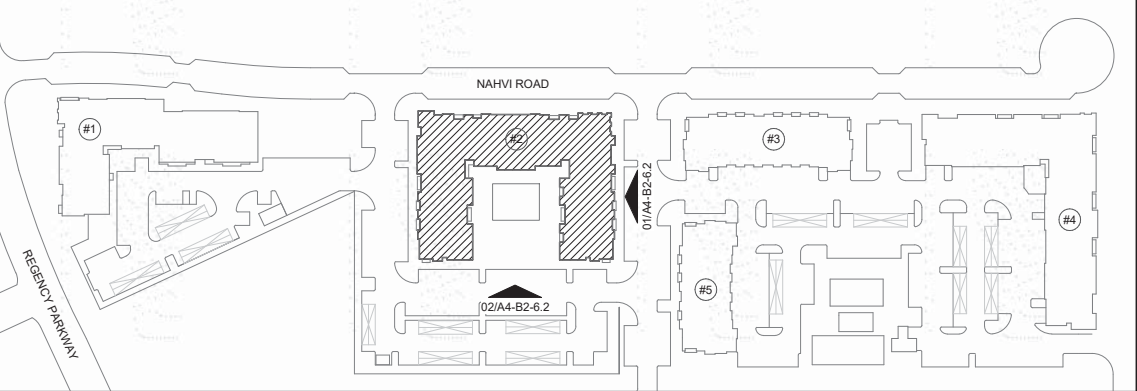 NAHVI ROAD
#1
#2
#3
#4
#5
01/A4-B2-6.2
02/A4-B2-6.2
REGENCY PARKWAY